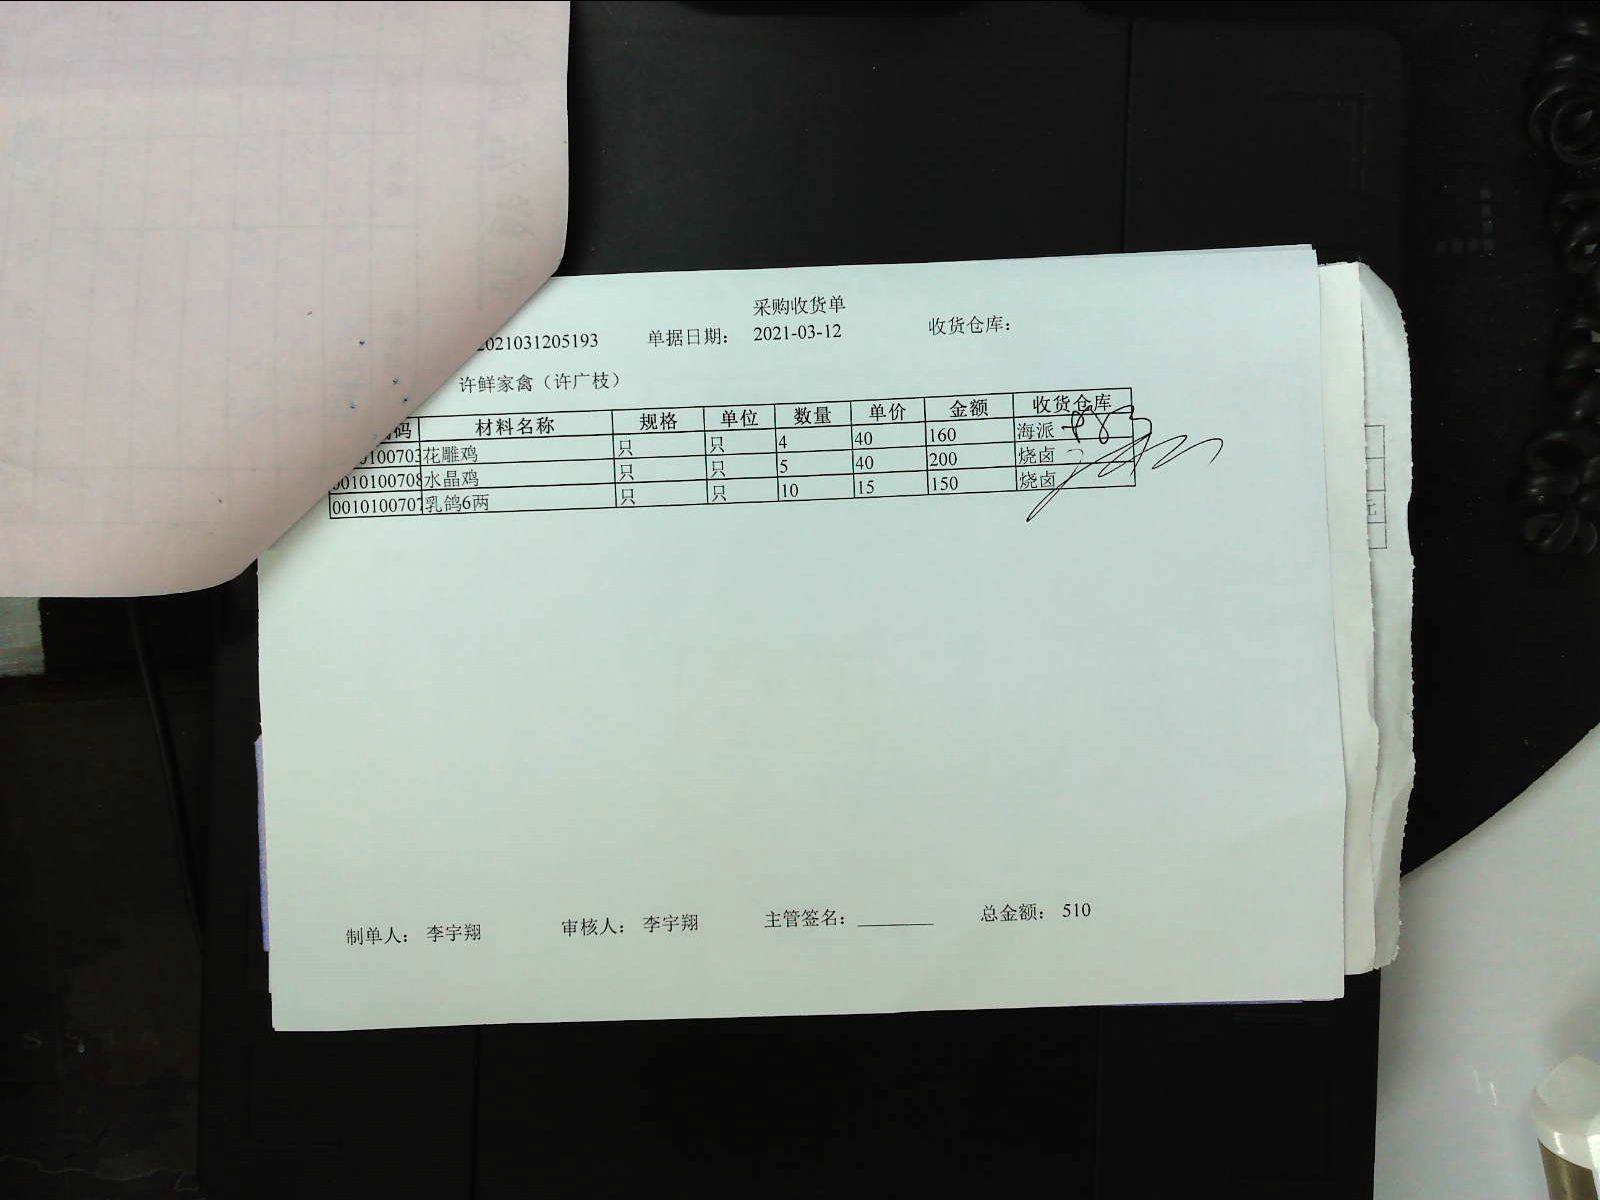 采购收货单
2021031205193 单据日期： 2021-03-12 收货仓库：
许鲜家禽（许广枝）
码 材料名称 规格 单位 数量 单价 金额 收货仓库
0100703 花雕鸡 只 只 4 40 160 海派
0010100708 水晶鸡 只 只 5 40 200 烧卤
0010100707 乳鸽6两 只 只 10 15 150 烧卤
制单人： 李宇翔 审核人： 李宇翔 主管签名： 总金额： 510